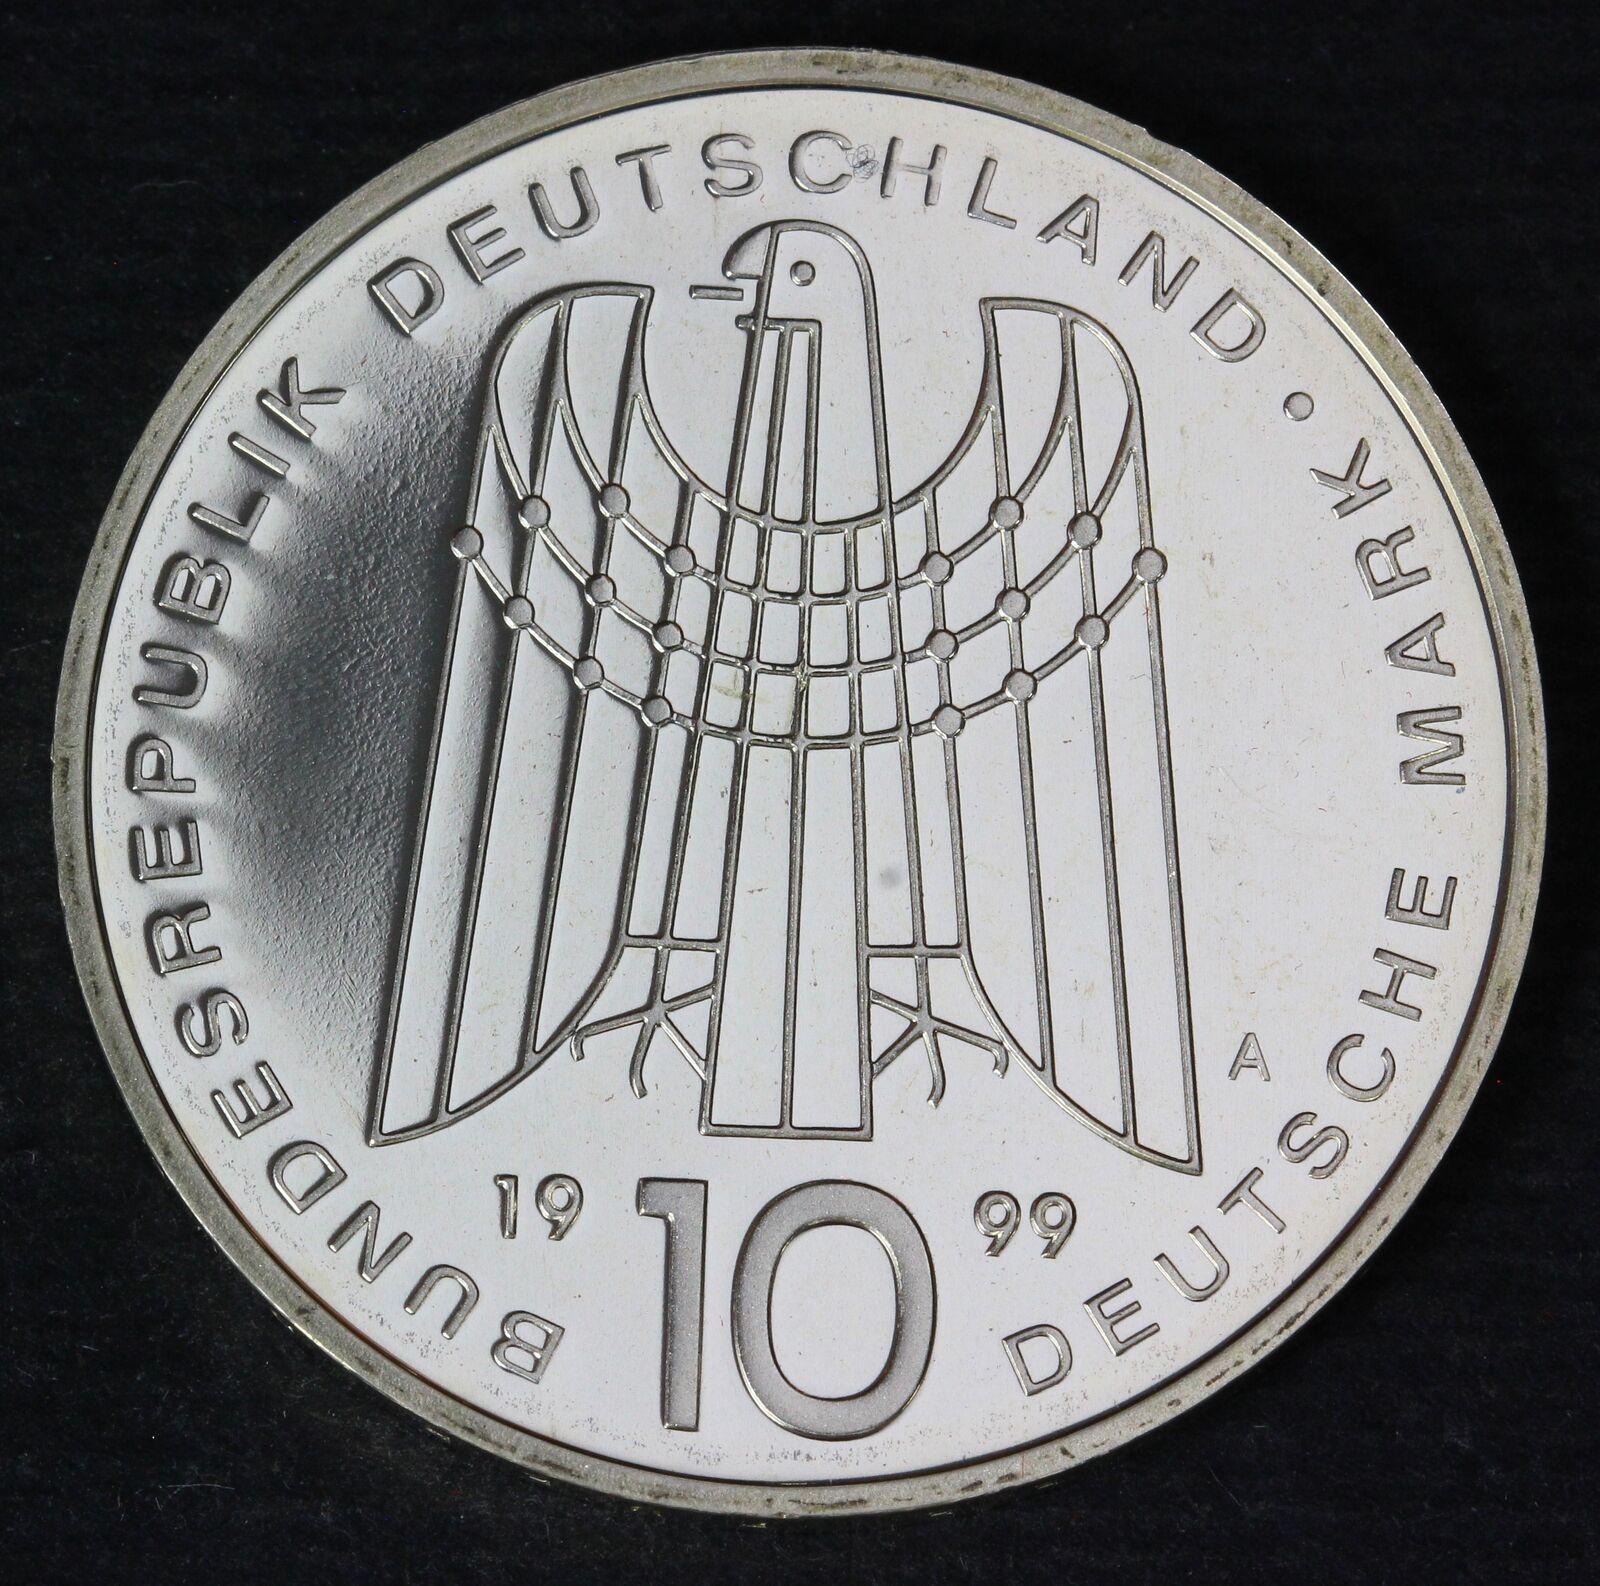 BUNDESREPUBLIK DEUTSCHLAND · DEUTSCHE MARK
A
19 99
10